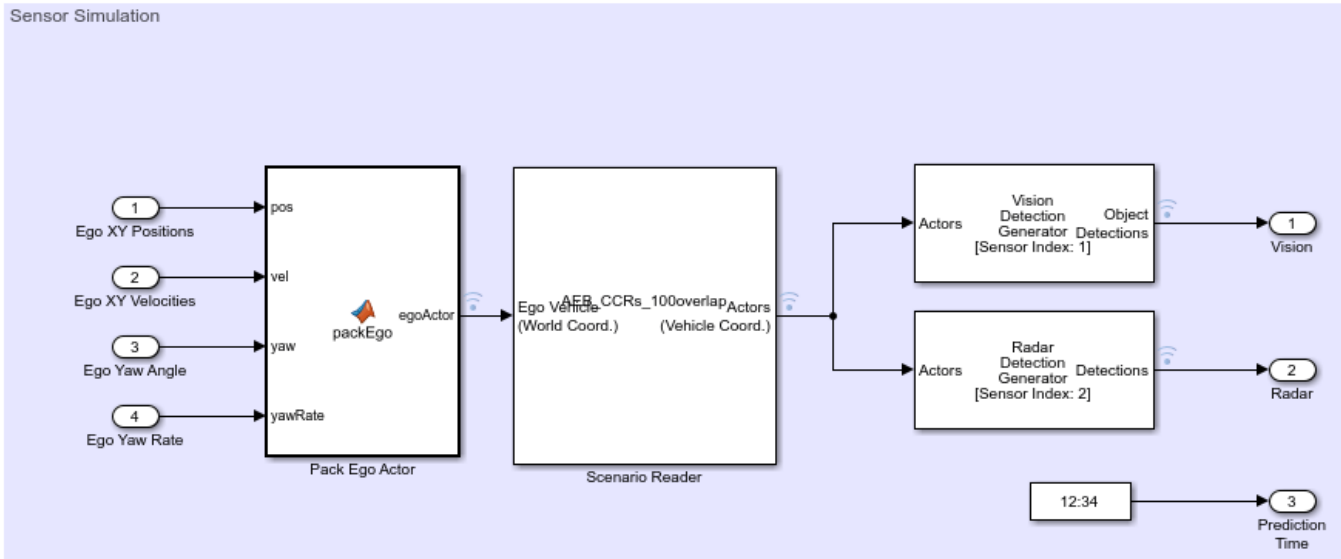 Sensor Simulation
1
Ego XY Positions
2
Ego XY Velocities
3
Ego Yaw Angle
4
Ego Yaw Rate
pos
vel
yaw
yawRate
packEgo
egoActor
Pack Ego Actor
Ego Vehicle
(World Coord.)
AEB_CCRs_100overlap
Actors
(Vehicle Coord.)
Scenario Reader
Actors
Vision
Detection
Generator
[Sensor Index: 1]
Object
Detections
1
Vision
Actors
Radar
Detection
Generator
[Sensor Index: 2]
Detections
2
Radar
12:34
3
Prediction
Time